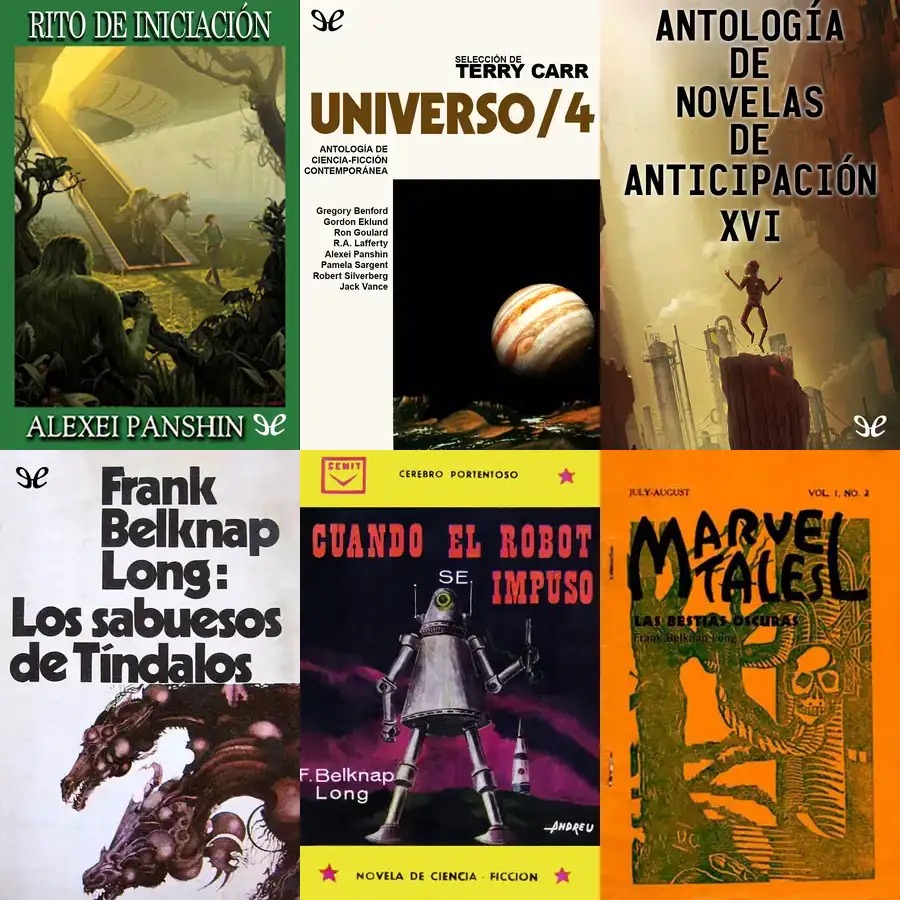 RITO DE INICIACIÓN
ALEXEI PANSHIN
SELECCIÓN DE
TERRY CARR
UNIVERSO/4
ANTOLOGÍA DE
CIENCIA-FICCIÓN
CONTEMPORÁNEA
Gregory Benford
Gordon Eklund
Ron Goulard
R.A. Lafferty
Alexei Panshin
Pamela Sargent
Robert Silverberg
Jack Vance
ANTOLOGÍA
DE
NOVELAS
DE
ANTICIPACIÓN
XVI
Frank
Belknap
Long:
Los sabuesos
de Tíndalos
CENIT
CEREBRO PORTENTOSO
CUANDO EL ROBOT
SE IMPUSO
F. Belknap
Long
ANDREU
NOVELA DE CIENCIA-FICCION
JULY-AUGUST VOL. 1, NO. 2
MARVEL
TALES
LAS BESTIAS OSCURAS
Frank Belknap Long